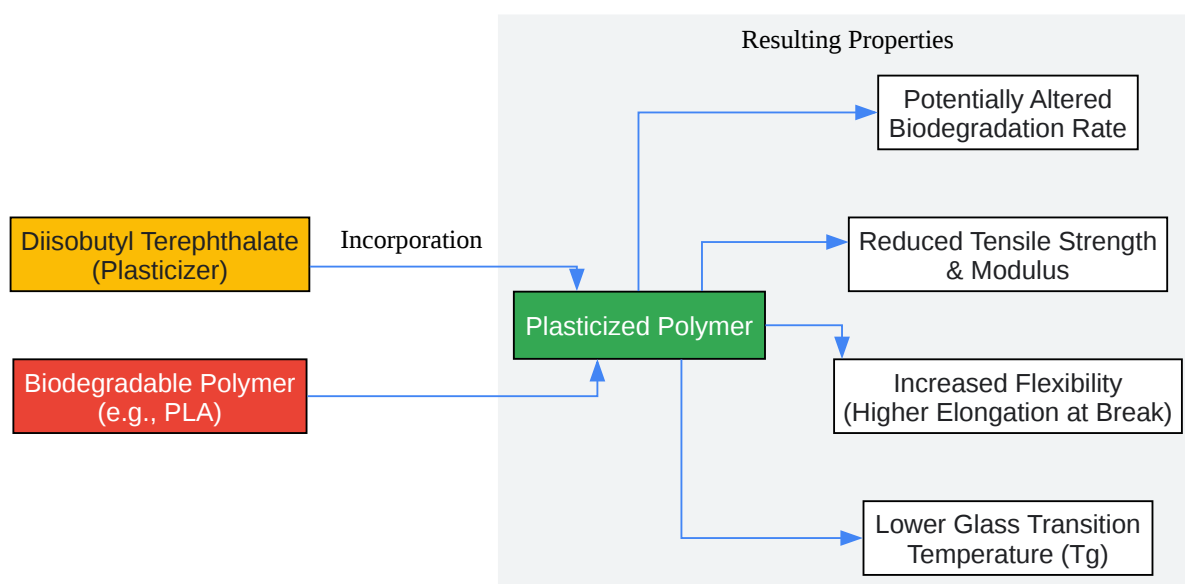 Resulting Properties
Potentially Altered
Biodegradation Rate
Diisobutyl Terephthalate
(Plasticizer)
Incorporation
Reduced Tensile Strength
& Modulus
Plasticized Polymer
Biodegradable Polymer
(e.g., PLA)
Increased Flexibility
(Higher Elongation at Break)
Lower Glass Transition
Temperature (Tg)